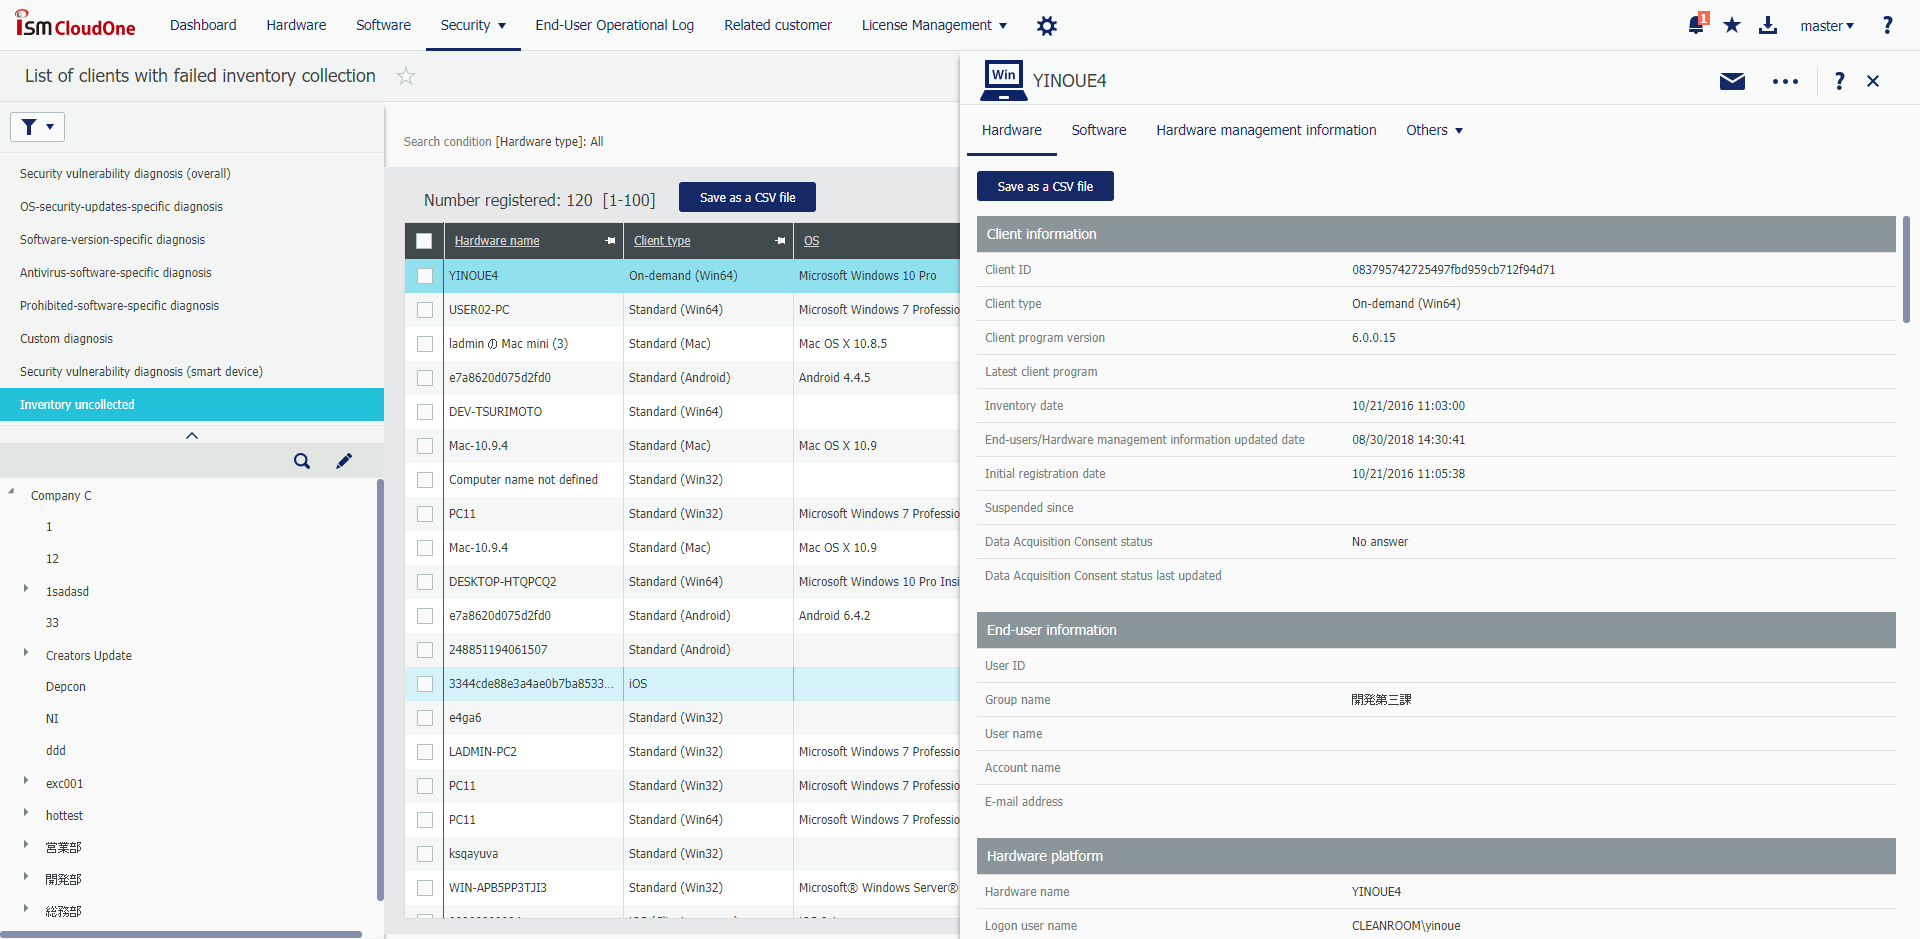 ISM CloudOne
Dashboard
Hardware
Software
Security
End-User Operational Log
Related customer
License Management
1
master
?
List of clients with failed inventory collection
Security vulnerability diagnosis (overall)
OS-security-updates-specific diagnosis
Software-version-specific diagnosis
Antivirus-software-specific diagnosis
Prohibited-software-specific diagnosis
Custom diagnosis
Security vulnerability diagnosis (smart device)
Inventory uncollected
Company C
1
12
1sadasd
33
Creators Update
Depcon
NI
ddd
exc001
hottest
営業部
開発部
総務部
Search condition [Hardware type]: All
Number registered: 120 [1-100]
Save as a CSV file
Hardware name Client type OS
YINOUE4 On-demand (Win64) Microsoft Windows 10 Pro
USER02-PC Standard (Win64) Microsoft Windows 7 Professio
ladmin の Mac mini (3) Standard (Mac) Mac OS X 10.8.5
e7a8620d075d2fd0 Standard (Android) Android 4.4.5
DEV-TSURIMOTO Standard (Win64)
Mac-10.9.4 Standard (Mac) Mac OS X 10.9
Computer name not defined Standard (Win32)
PC11 Standard (Win32) Microsoft Windows 7 Professio
Mac-10.9.4 Standard (Mac) Mac OS X 10.9
DESKTOP-HTQPCQ2 Standard (Win64) Microsoft Windows 10 Pro Insi
e7a8620d075d2fd0 Standard (Android) Android 6.4.2
248851194061507 Standard (Android)
3344cde88e3a4ae0b7ba8533... iOS
e4ga6 Standard (Win32)
LADMIN-PC2 Standard (Win32) Microsoft Windows 7 Professio
PC11 Standard (Win32) Microsoft Windows 7 Professio
PC11 Standard (Win64) Microsoft Windows 7 Professio
ksqayuva Standard (Win32)
WIN-APB5PP3TJI3 Standard (Win32) Microsoft® Windows Server®
Win
YINOUE4
?
Hardware
Software
Hardware management information
Others
Save as a CSV file
Client information
Client ID 083795742725497fbd959cb712f94d71
Client type On-demand (Win64)
Client program version 6.0.0.15
Latest client program
Inventory date 10/21/2016 11:03:00
End-users/Hardware management information updated date 08/30/2018 14:30:41
Initial registration date 10/21/2016 11:05:38
Suspended since
Data Acquisition Consent status No answer
Data Acquisition Consent status last updated
End-user information
User ID
Group name 開発第三課
User name
Account name
E-mail address
Hardware platform
Hardware name YINOUE4
Logon user name CLEANROOM\yinoue